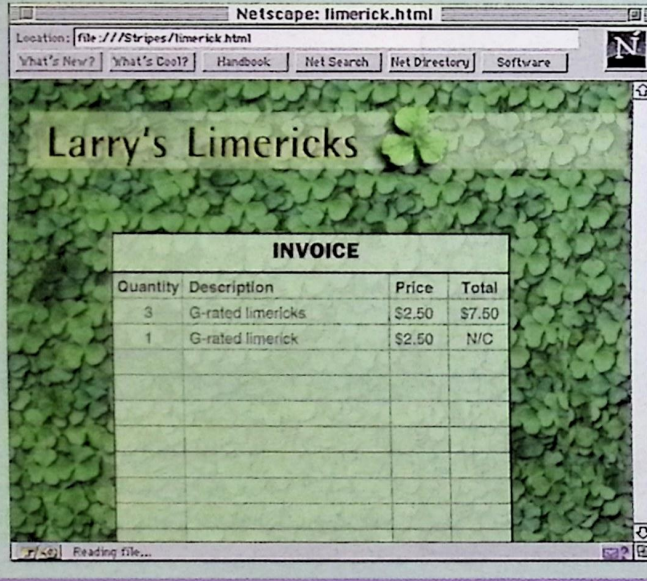 Netscape: limerick.html
Location: file:///Stripes/limerick.html
N
What's New? What's Cool? Handbook Net Search Net Directory Software
Larry's Limericks
INVOICE
Quantity Description Price Total
3 G-rated limericks $2.50 $7.50
1 G-rated limerick $2.50 N/C
Reading file...
?